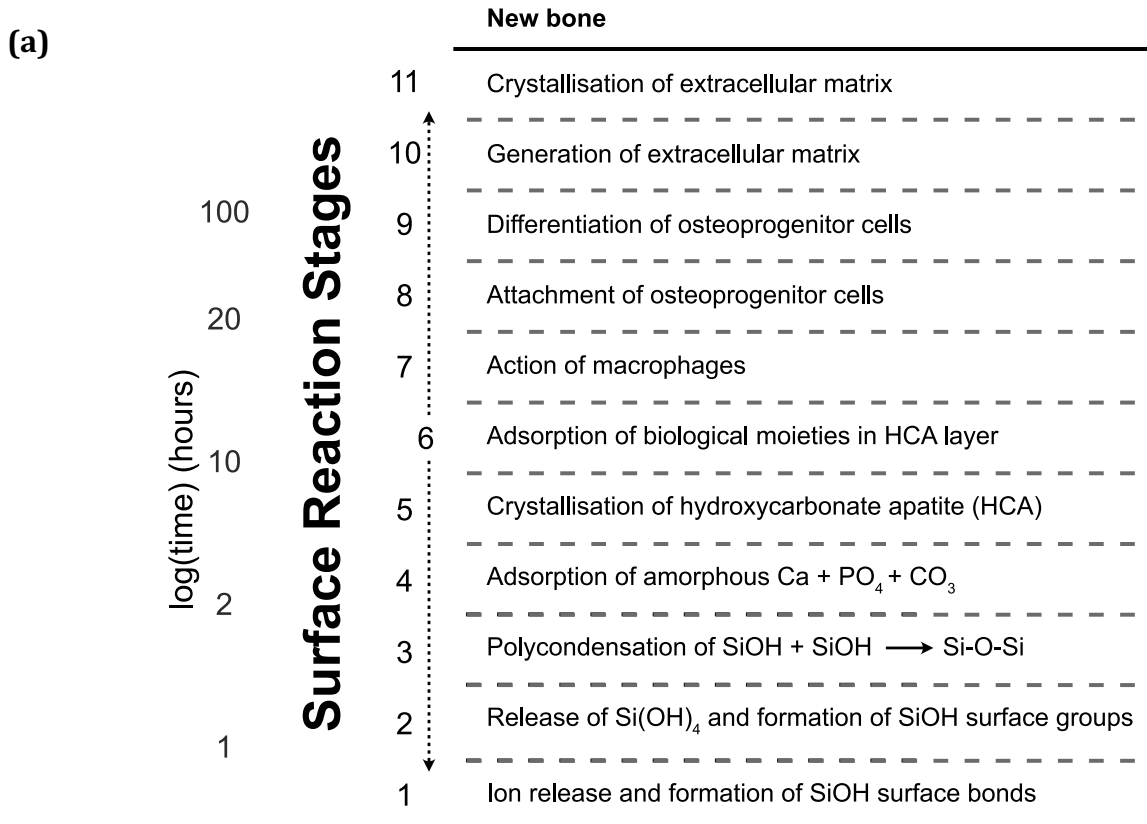 (a)
New bone
11 Crystallisation of extracellular matrix
10 Generation of extracellular matrix
9 Differentiation of osteoprogenitor cells
8 Attachment of osteoprogenitor cells
7 Action of macrophages
6 Adsorption of biological moieties in HCA layer
5 Crystallisation of hydroxycarbonate apatite (HCA)
4 Adsorption of amorphous Ca + PO₄ + CO₃
3 Polycondensation of SiOH + SiOH ⟶ Si-O-Si
2 Release of Si(OH)₄ and formation of SiOH surface groups
1 Ion release and formation of SiOH surface bonds
Surface Reaction Stages
log(time) (hours)
100
20
10
2
1